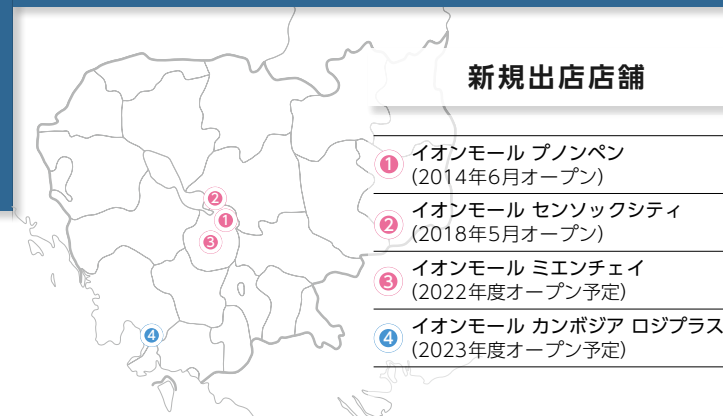 新規出店店舗
1 イオンモール プノンペン
(2014年6月オープン)
2 イオンモール センソックシティ
(2018年5月オープン)
3 イオンモール ミエンチェイ
(2022年度オープン予定)
4 イオンモール カンボジア ロジプラス
(2023年度オープン予定)
2
1
3
4